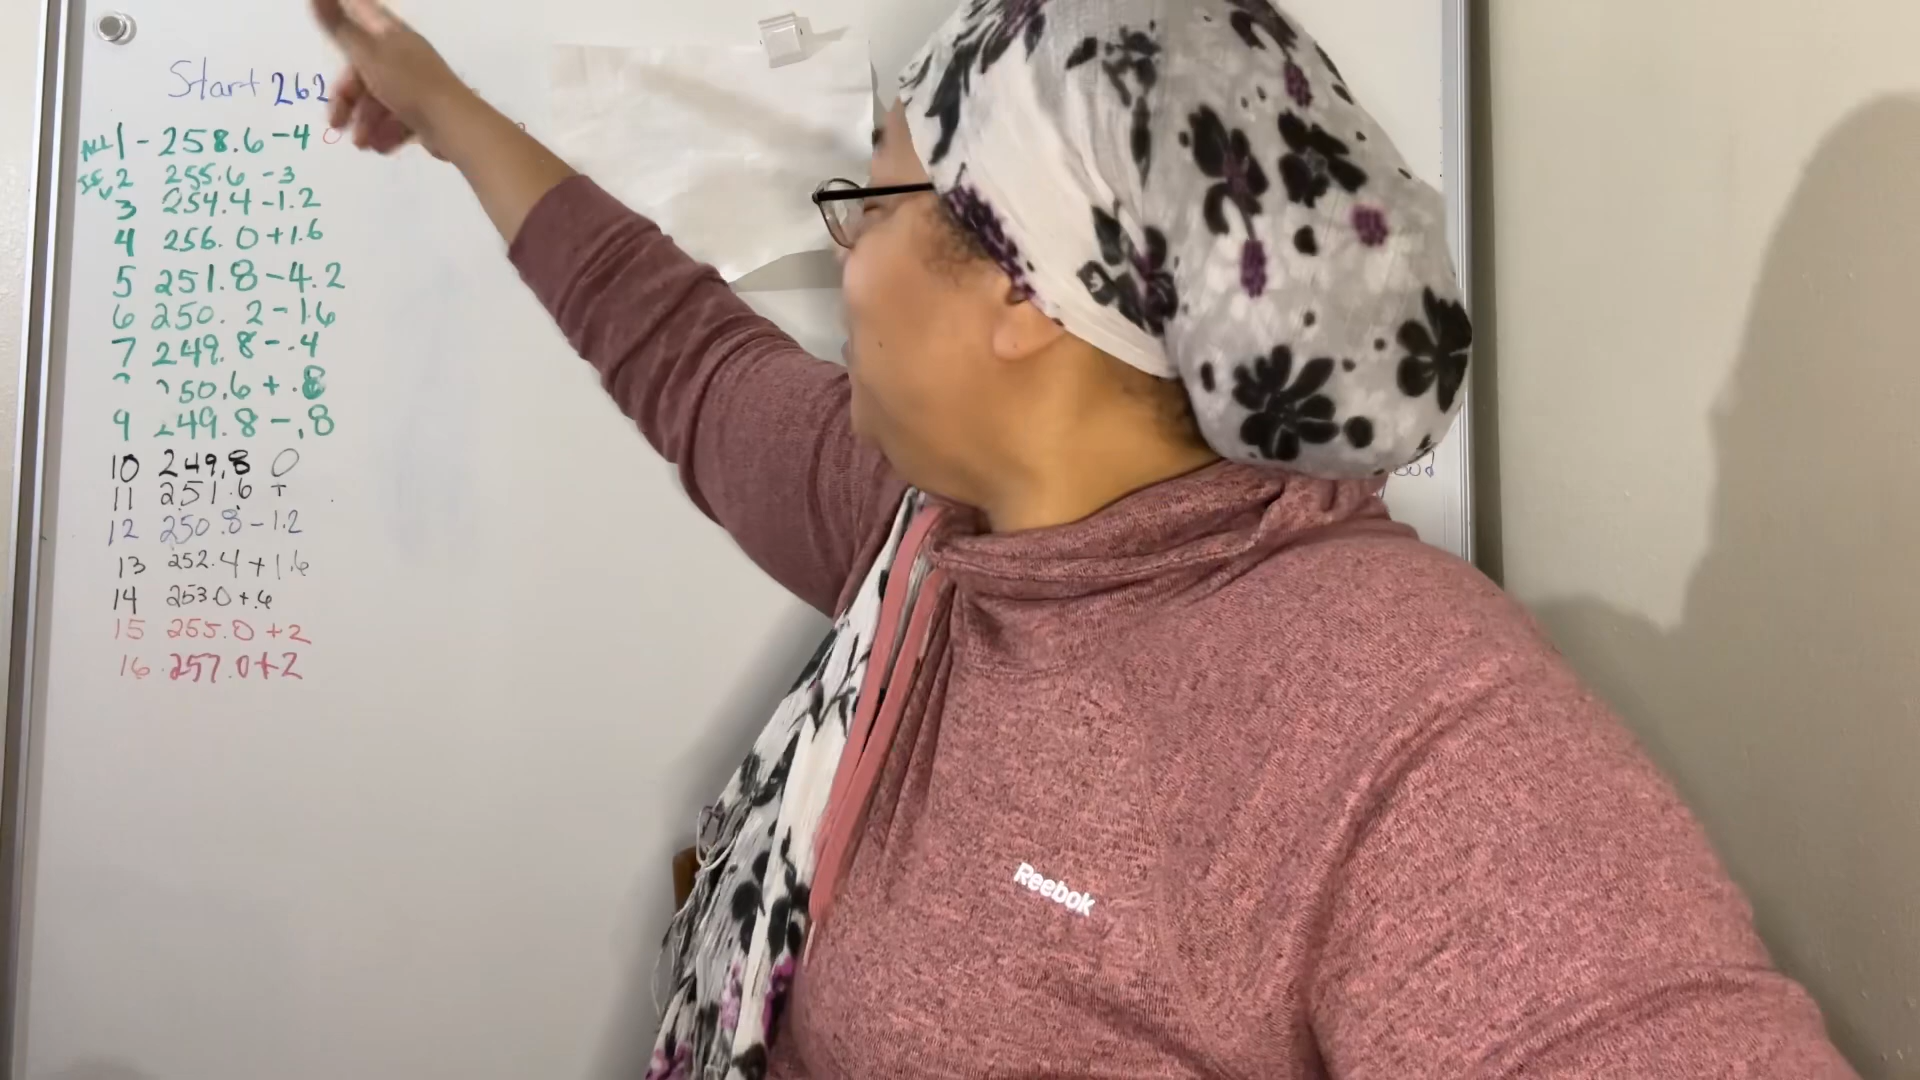 Start 262
ALL 1 - 258.6 -4
2 255.6 -3
3 254.4 -1.2
4 256.0 +1.6
5 251.8 -4.2
6 250.2 -1.6
7 249.8 -.4
50.6 + .8
9 249.8 -.8
10 249.8 0
11 251.6 +
12 250.8 -1.2
13 252.4 +1.6
14 253.0 +.6
15 255.0 +2
16 257.0 +2
Reebok